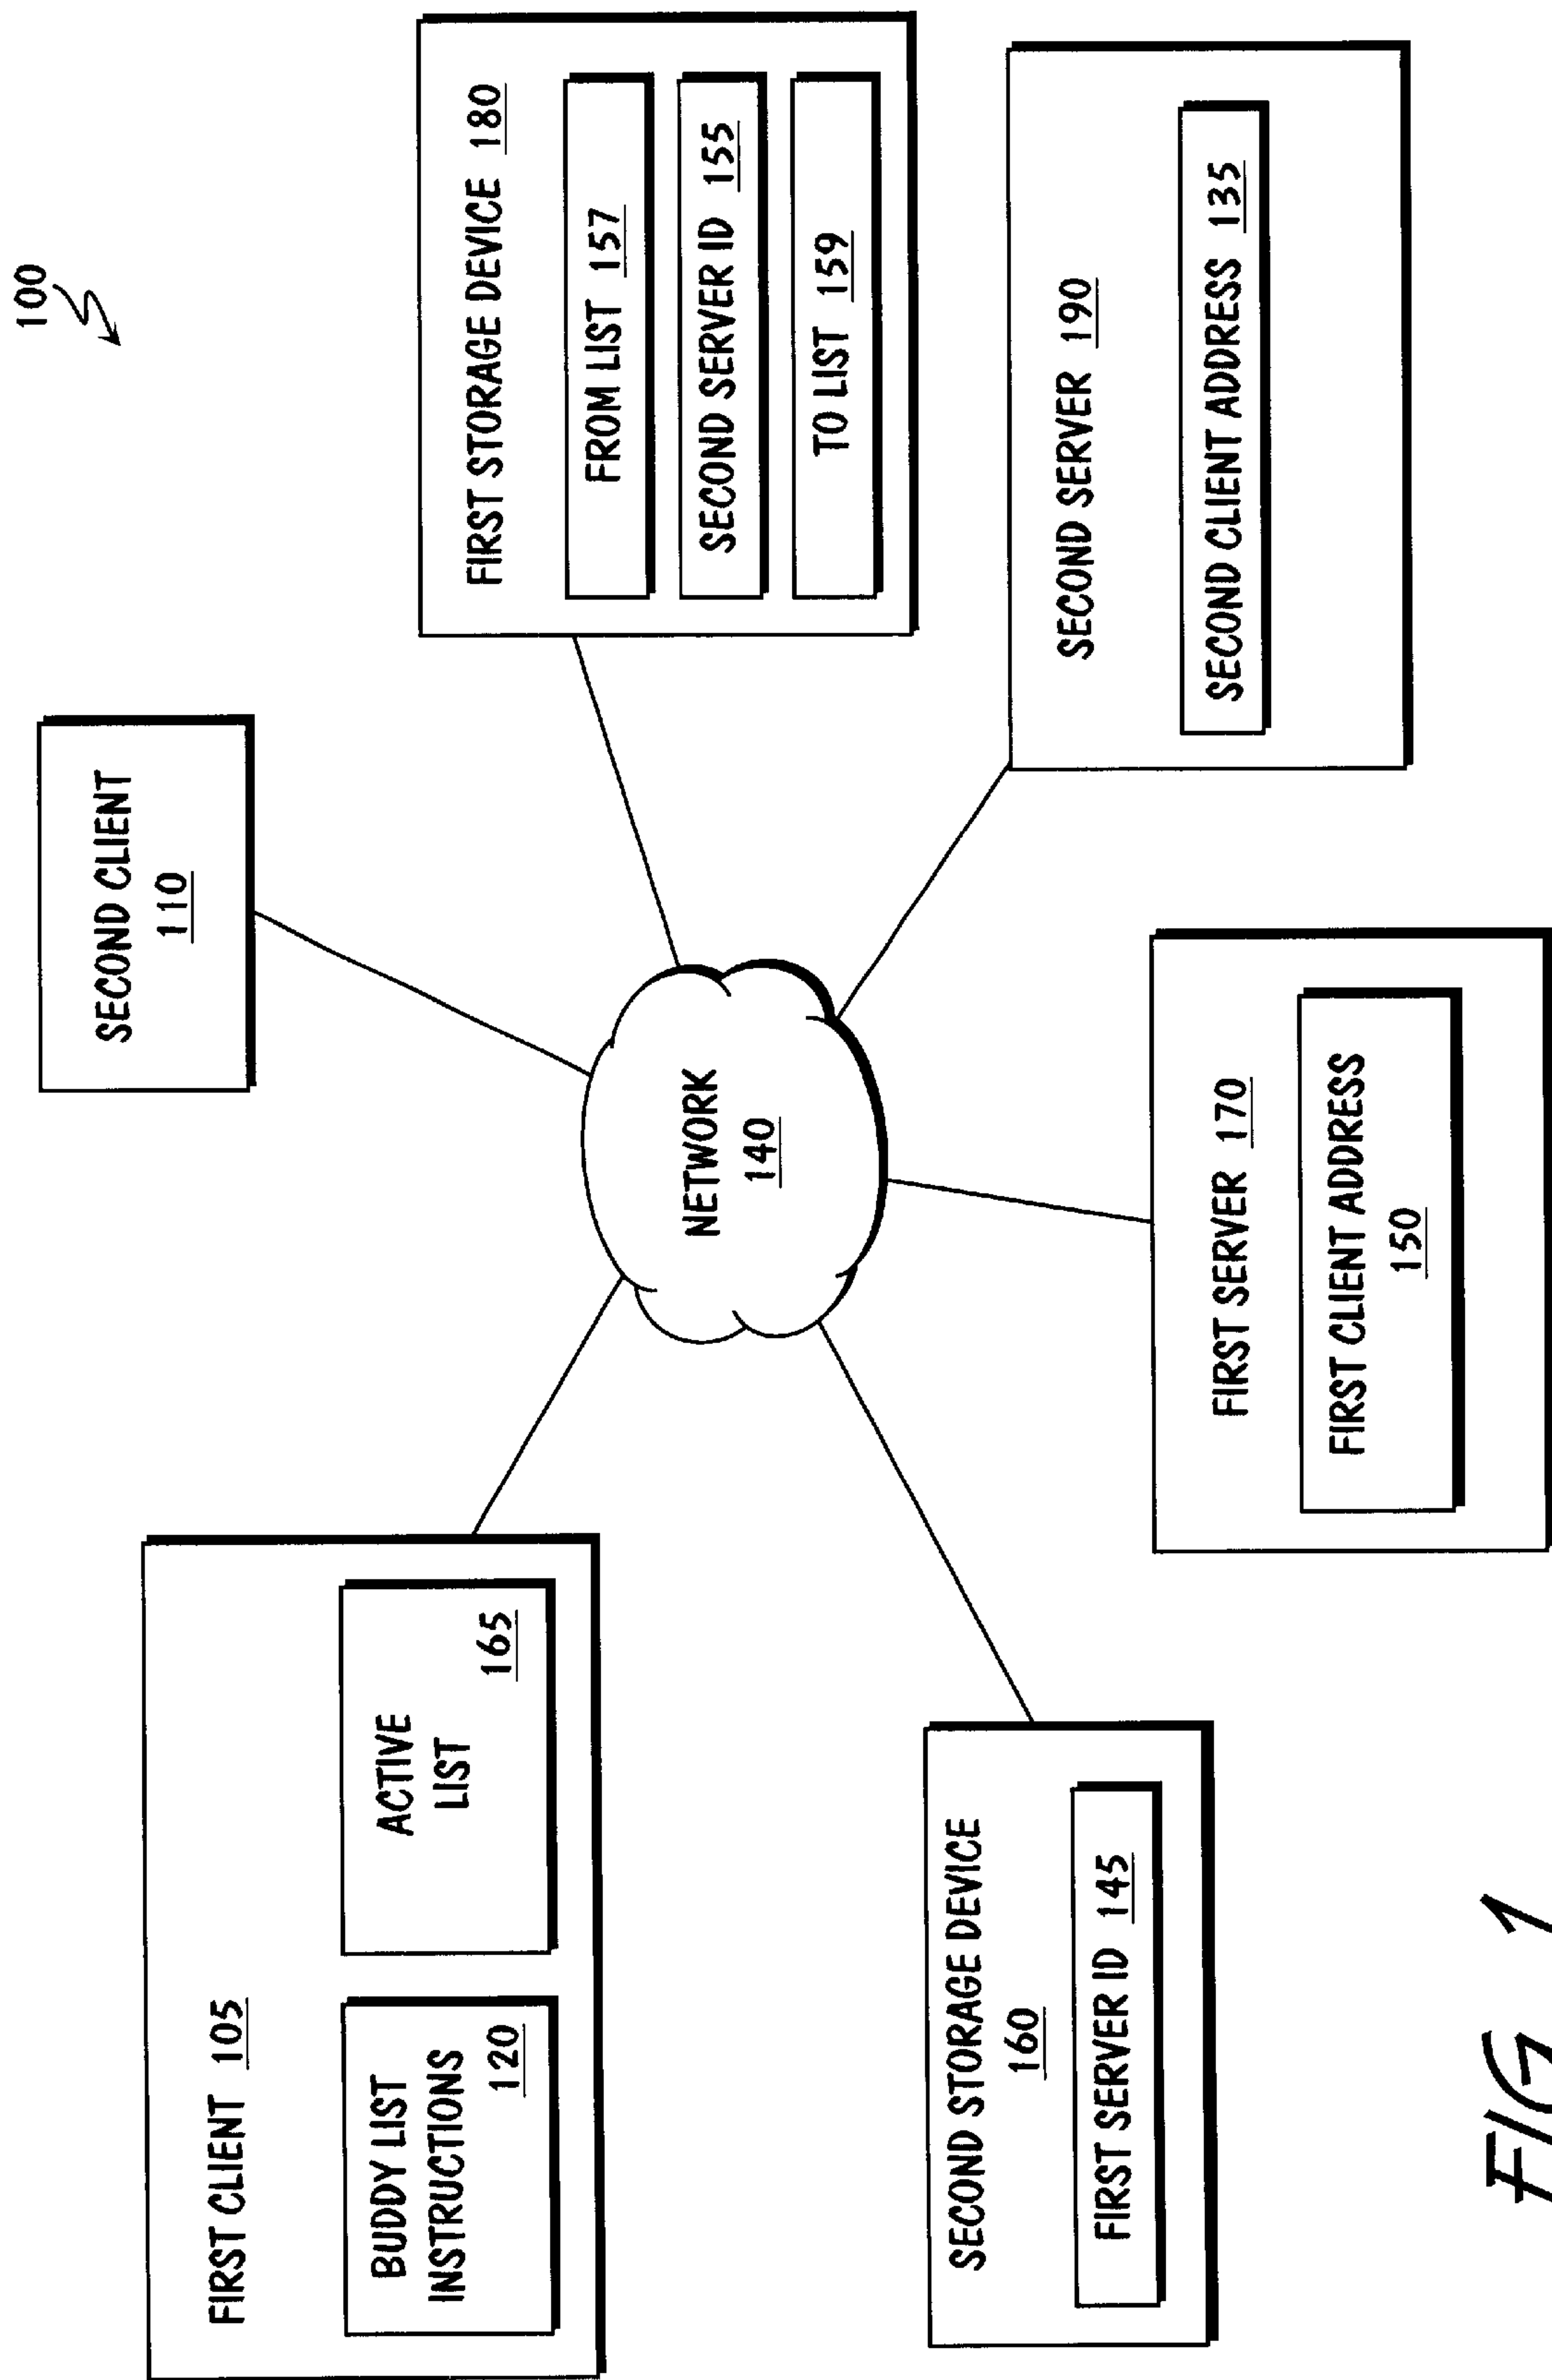 100
FIRST CLIENT 105
BUDDY LIST
INSTRUCTIONS
120
ACTIVE
LIST
165
SECOND CLIENT
110
FIRST STORAGE DEVICE 180
FROM LIST 157
SECOND SERVER ID 155
TO LIST 159
NETWORK
140
SECOND STORAGE DEVICE
160
FIRST SERVER ID 145
FIRST SERVER 170
FIRST CLIENT ADDRESS
150
SECOND SERVER 190
SECOND CLIENT ADDRESS 135
FIG. 1